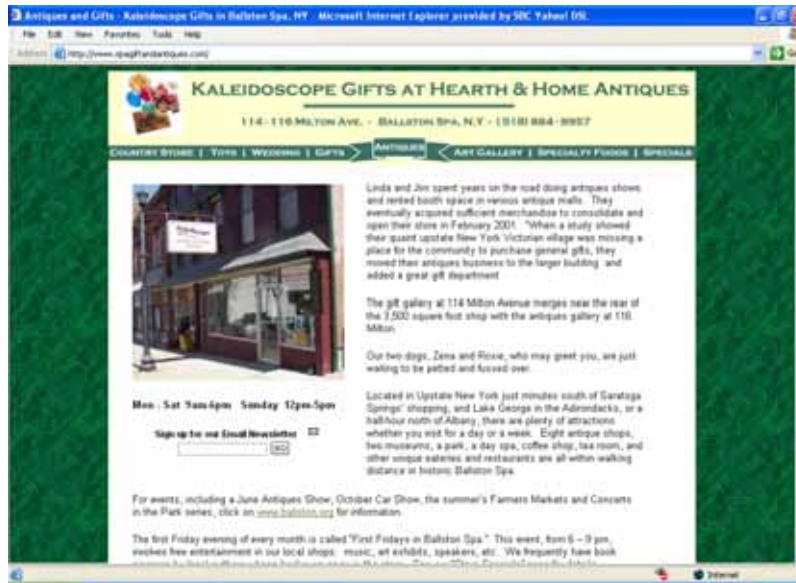 Antiques and Gifts - Kaleidoscope Gifts in Ballston Spa, NY - Microsoft Internet Explorer provided by SBC Yahoo! DSL
File Edit View Favorites Tools Help
Address http://www.spagiftandantiques.com/
KALEIDOSCOPE GIFTS AT HEARTH & HOME ANTIQUES
114-116 MILTON AVE. - BALLSTON SPA, N.Y. - (518) 884-
COUNTRY STORE | TOYS | WEDDING | GIFTS
ANTIQUES
ART GALLERY | SPECIALTY FOODS | SPECIALS
Linda and Jim spent years on the road doing antiques shows
and rented booth space in various antique malls. They
eventually acquired sufficient merchandise to consolidate and
open their store in February 2001. "When a study showed
their quaint upstate New York Victorian village was missing a
place for the community to purchase general gifts, they
moved their antiques business to the larger building and
added a great gift department
The gift gallery at 114 Milton Avenue merges near the rear of
the 3,500 square foot shop with the antiques gallery at 116
Milton
Our two dogs, Zena and Roxie, who may greet you, are just
waiting to be petted and fussed over.
Mon - Sat 9am-6pm Sunday 12pm-5pm
Sign up for our Email Newsletter
GO
Located in Upstate New York just minutes south of Saratoga
Springs' shopping, and Lake George in the Adirondacks, or a
half-hour north of Albany, there are plenty of attractions
whether you visit for a day or a week. Eight antique shops,
two museums, a park, a day spa, coffee shop, tea room, and
other unique eateries and restaurants are all within walking
distance in historic Ballston Spa.
For events, including a June Antiques Show, October Car Show, the summer's Farmers Markets and Concerts
in the Park series, click on www.ballston.org for information.
The first Friday evening of every month is called "First Fridays in Ballston Spa." This event, from 6 – 9 pm,
involves free entertainment in our local shops: music, art exhibits, speakers, etc. We frequently have book
Internet